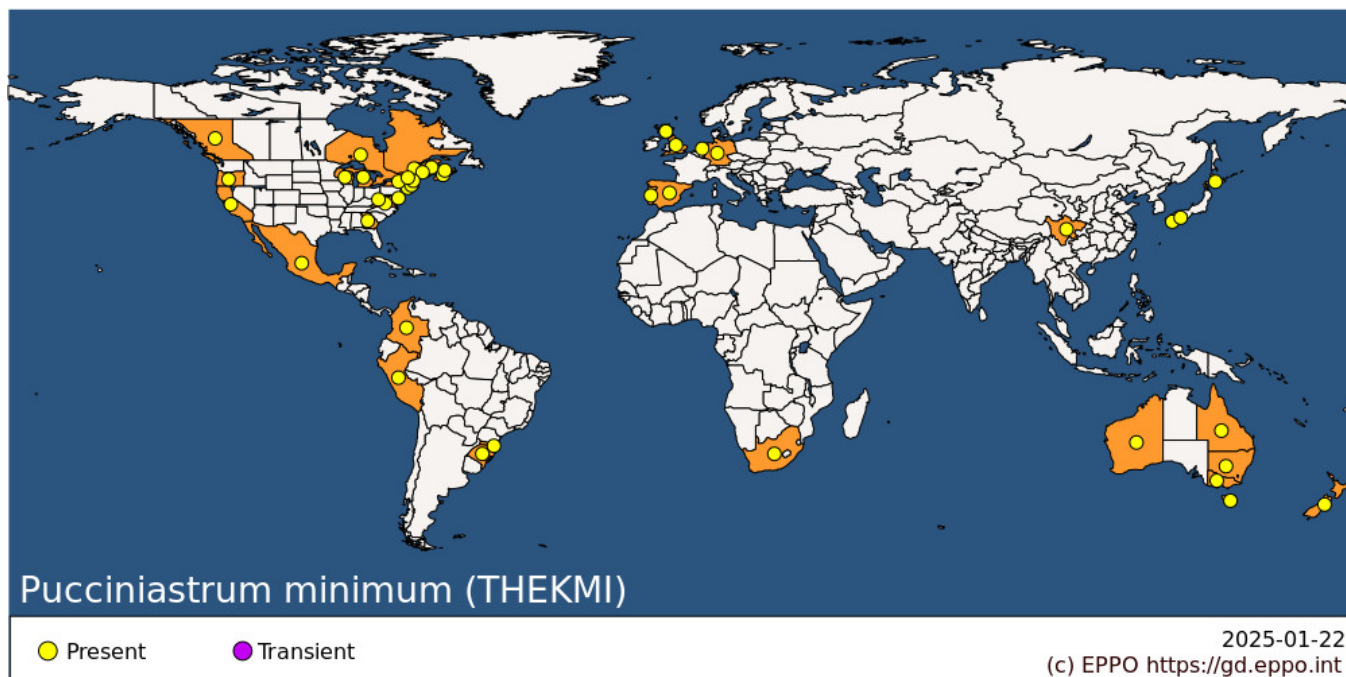 Pucciniastrum minimum (THEKMI)
Present
Transient
2025-01-22
(c) EPPO https://gd.eppo.int